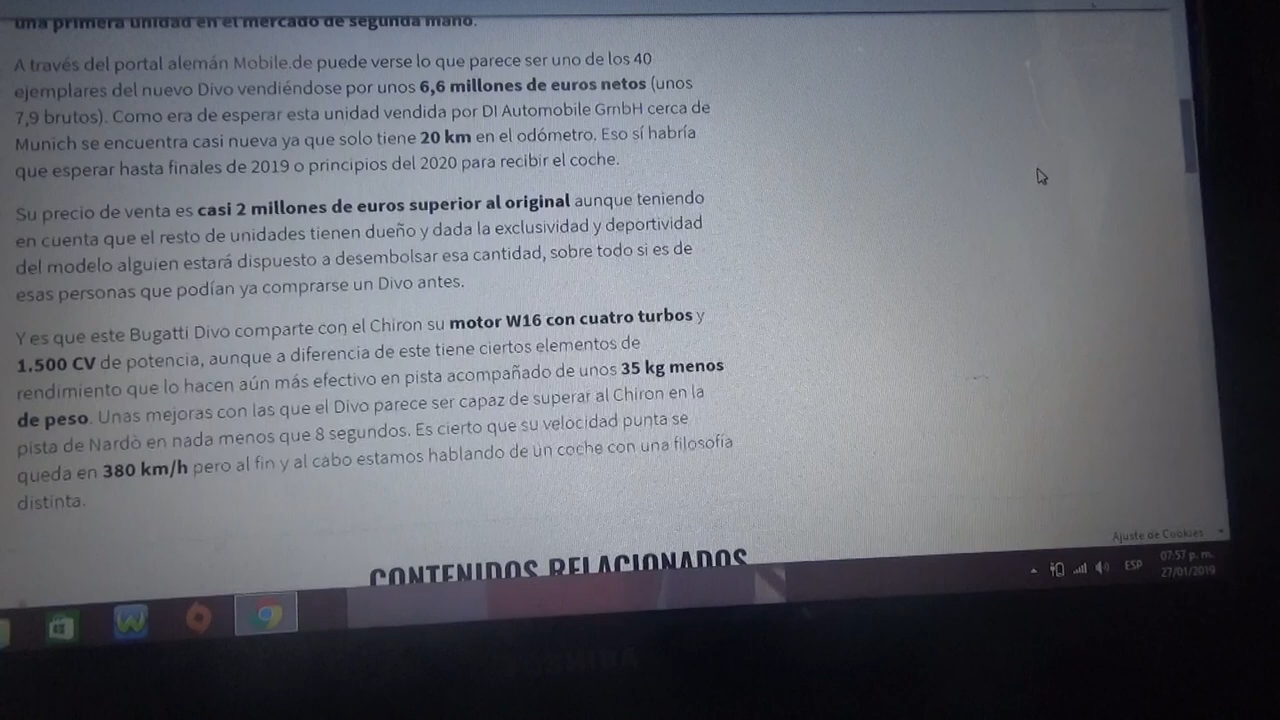 una primera unidad en el mercado de segunda mano.
A través del portal alemán Mobile.de puede verse lo que parece ser uno de los 40
ejemplares del nuevo Divo vendiéndose por unos 6,6 millones de euros netos (unos
7,9 brutos). Como era de esperar esta unidad vendida por DI Automobile GmbH cerca de
Munich se encuentra casi nueva ya que solo tiene 20 km en el odómetro. Eso sí habría
que esperar hasta finales de 2019 o principios del 2020 para recibir el coche.
Su precio de venta es casi 2 millones de euros superior al original aunque teniendo
en cuenta que el resto de unidades tienen dueño y dada la exclusividad y deportividad
del modelo alguien estará dispuesto a desembolsar esa cantidad, sobre todo si es de
esas personas que podían ya comprarse un Divo antes.
Y es que este Bugatti Divo comparte con el Chiron su motor W16 con cuatro turbos y
1.500 CV de potencia, aunque a diferencia de este tiene ciertos elementos de
rendimiento que lo hacen aún más efectivo en pista acompañado de unos 35 kg menos
de peso. Unas mejoras con las que el Divo parece ser capaz de superar al Chiron en la
pista de Nardò en nada menos que 8 segundos. Es cierto que su velocidad punta se
queda en 380 km/h pero al fin y al cabo estamos hablando de un coche con una filosofía
distinta.
CONTENIDOS RELACIONADOS
Ajuste de Cookies
ESP
07:57 p. m.
27/01/2019